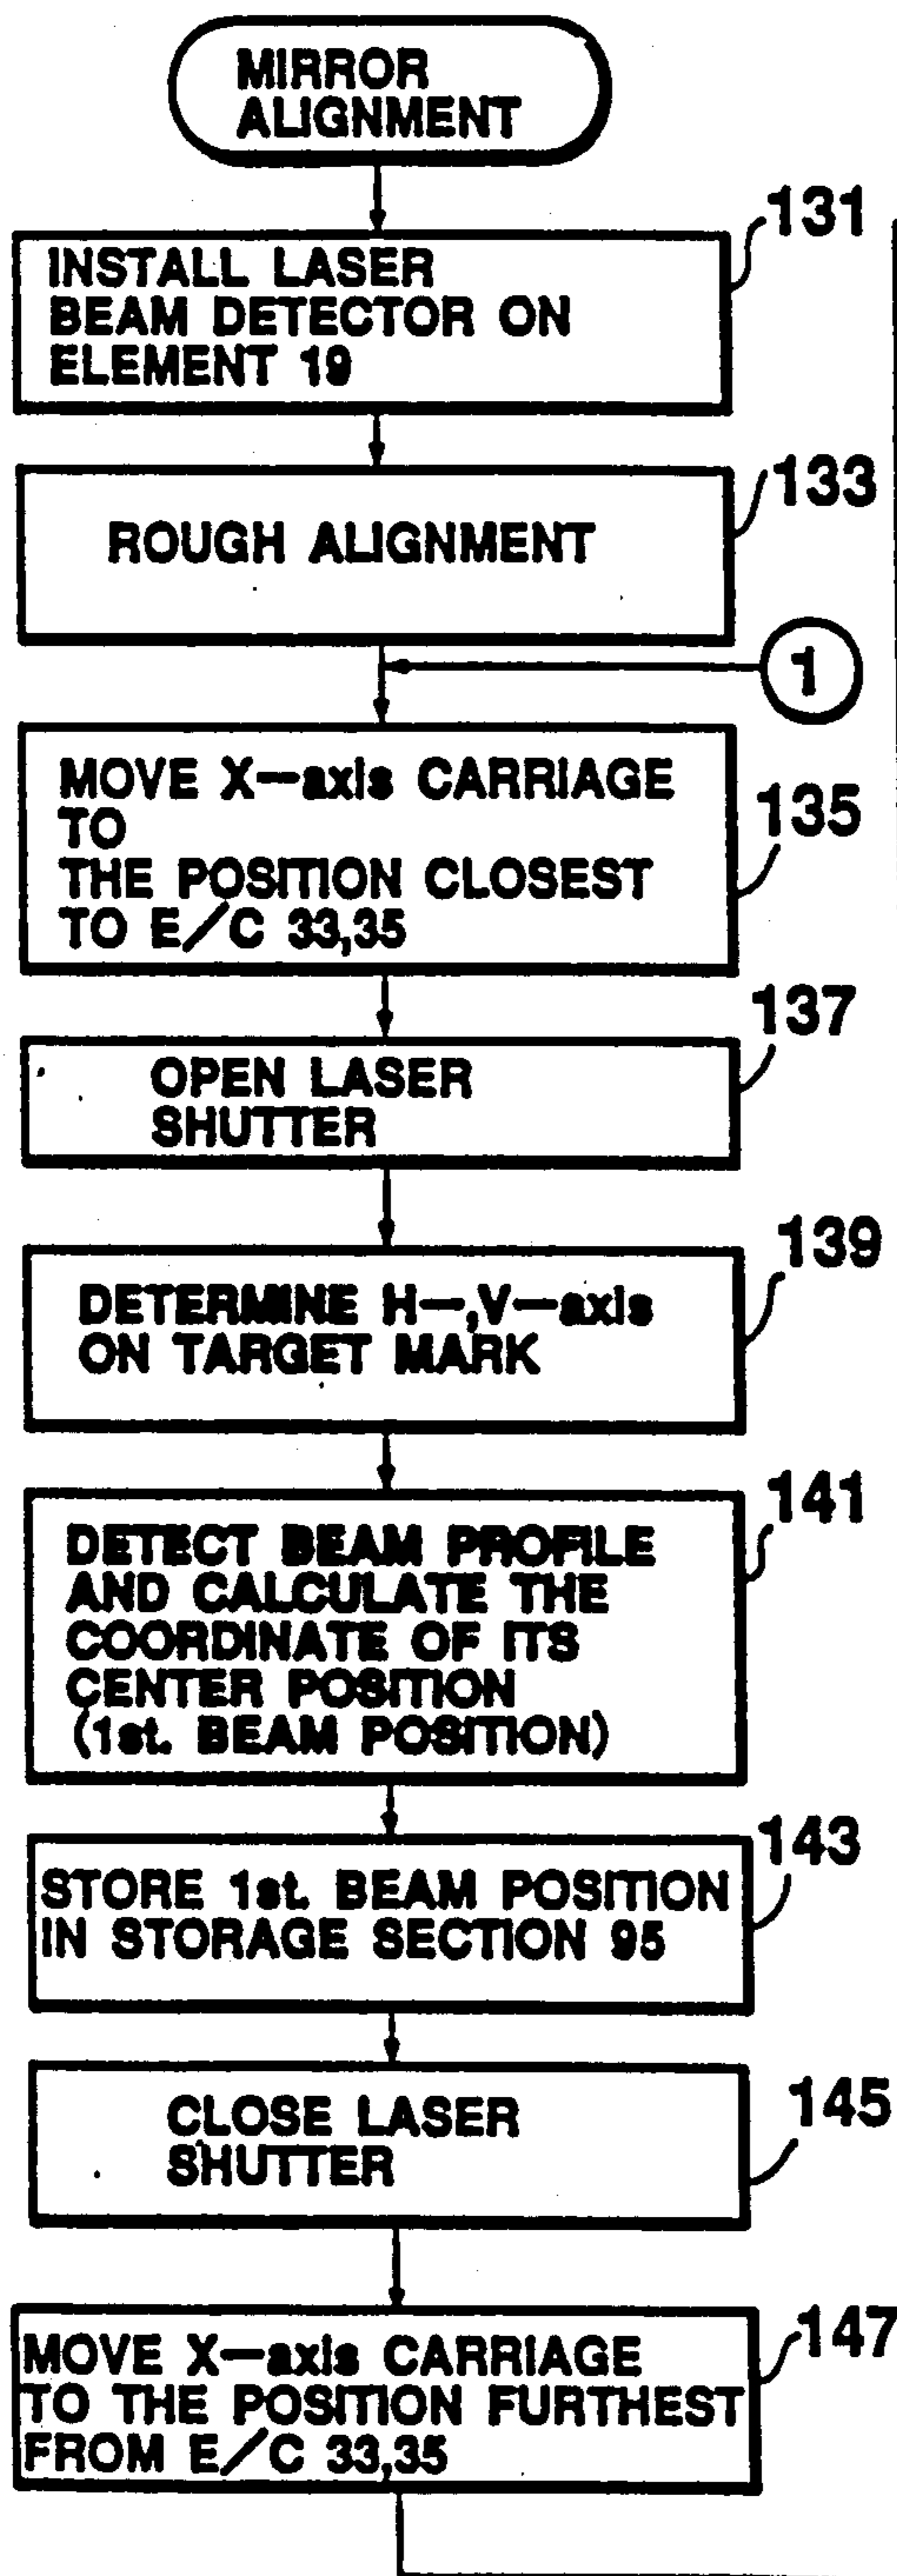 MIRROR
ALIGNMENT
131
INSTALL LASER
BEAM DETECTOR ON
ELEMENT 19
133
ROUGH ALIGNMENT
1
MOVE X-axis CARRIAGE
TO
THE POSITION CLOSEST
TO E/C 33,35
135
137
OPEN LASER
SHUTTER
139
DETERMINE H-,V-axis
ON TARGET MARK
141
DETECT BEAM PROFILE
AND CALCULATE THE
COORDINATE OF ITS
CENTER POSITION
(1st. BEAM POSITION)
143
STORE 1st. BEAM POSITION
IN STORAGE SECTION 95
145
CLOSE LASER
SHUTTER
147
MOVE X-axis CARRIAGE
TO THE POSITION FURTHEST
FROM E/C 33,35